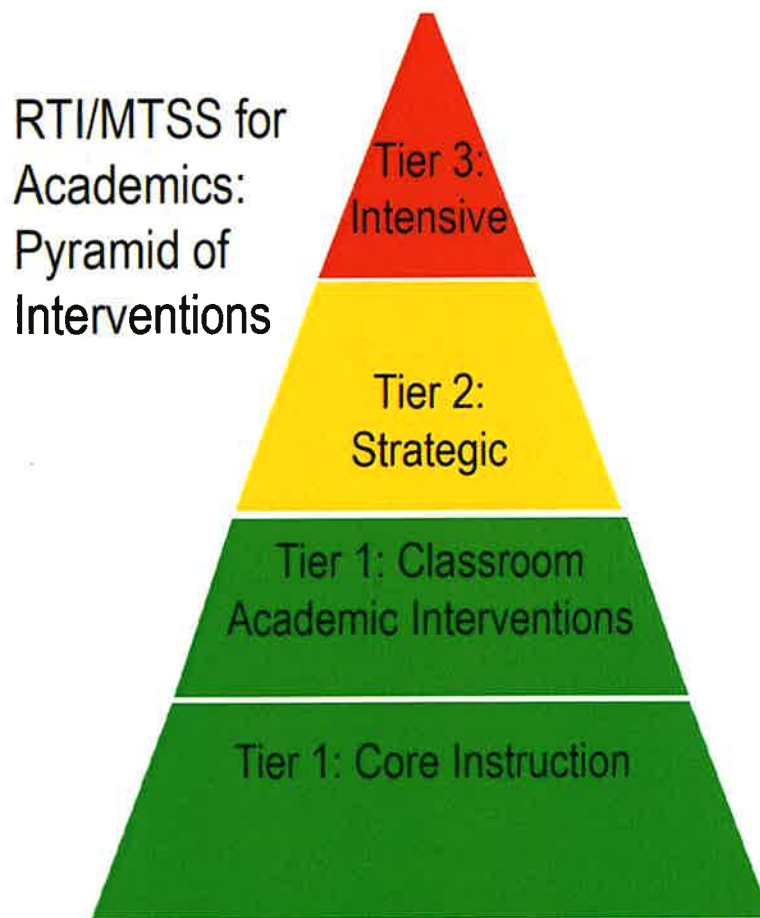 RTI/MTSS for
Academics:
Pyramid of
Interventions
Tier 3:
Intensive
Tier 2:
Strategic
Tier 1: Classroom
Academic Interventions
Tier 1: Core Instruction